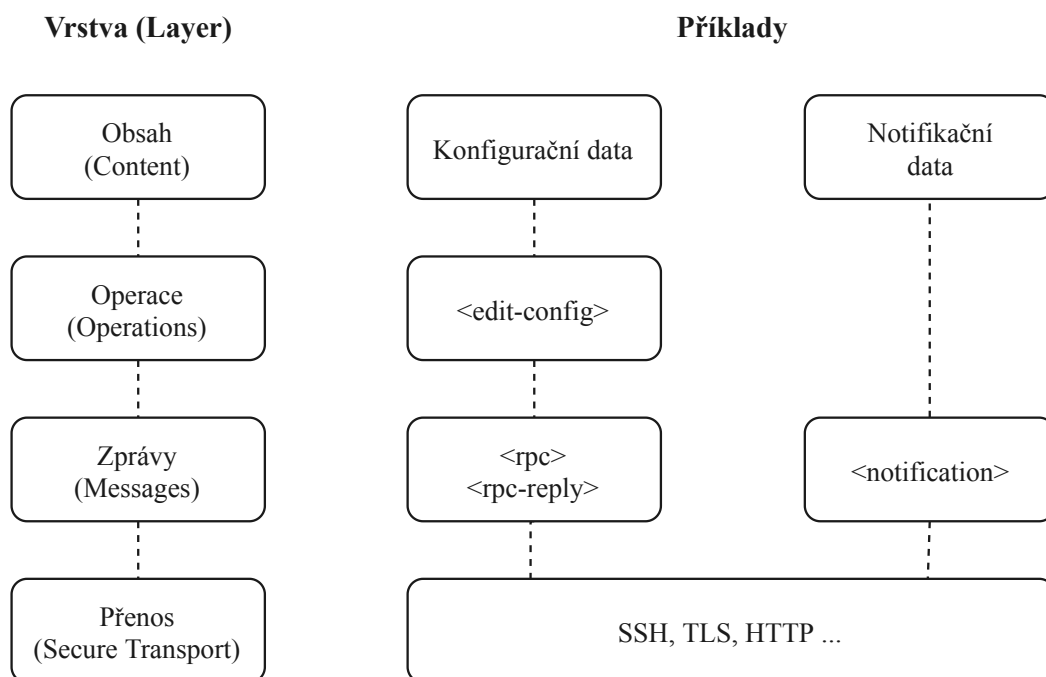 Vrstva (Layer)
Příklady
Obsah
(Content)
Konfigurační data
Notifikační
data
Operace
(Operations)
<edit-config>
Zprávy
(Messages)
<rpc>
<rpc-reply>
<notification>
Přenos
(Secure Transport)
SSH, TLS, HTTP ...